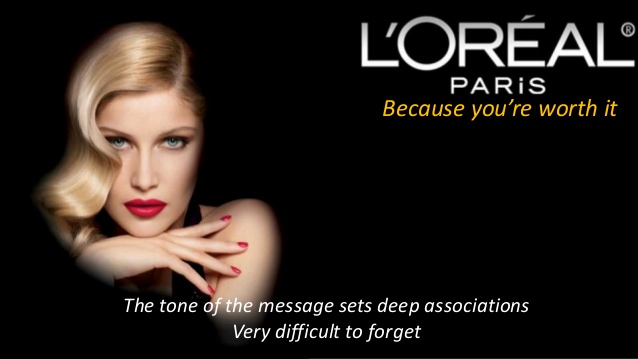 L'ORÉAL®
PARiS
Because you're worth it
The tone of the message sets deep associations
Very difficult to forget